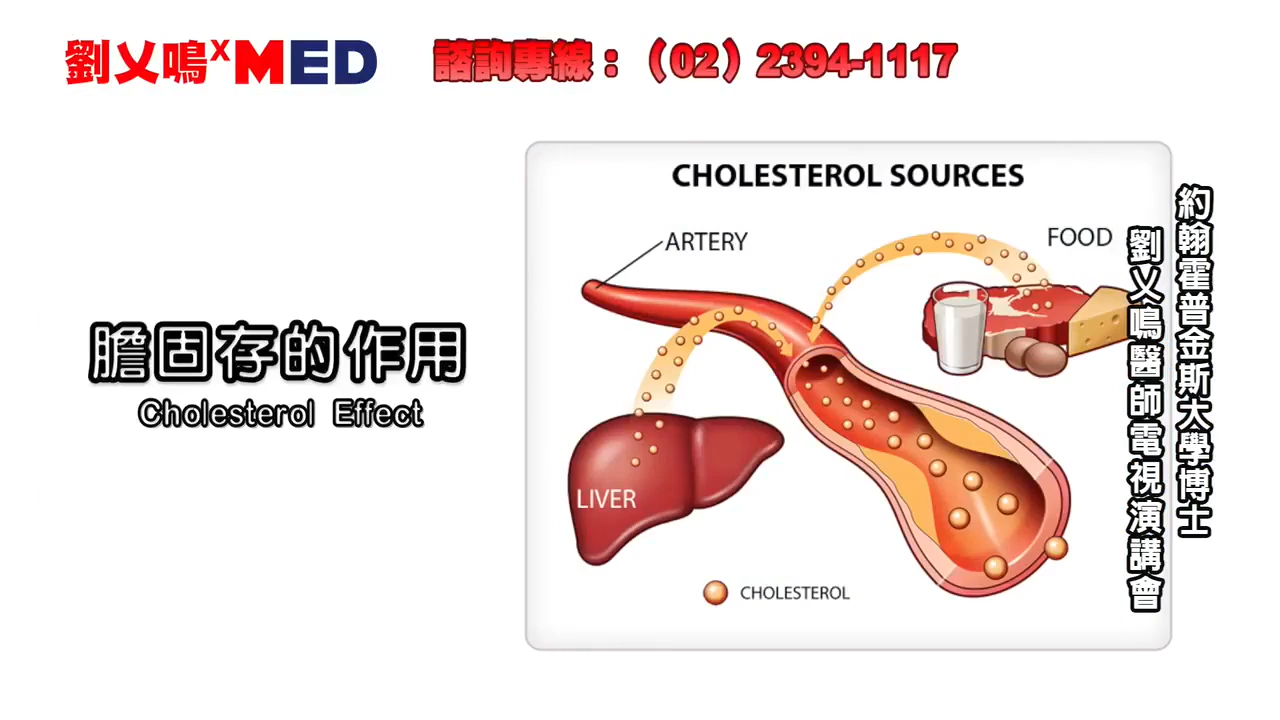 劉乂鳴xMED
諮詢專線：（02）2394-1117
CHOLESTEROL SOURCES
ARTERY
FOOD
LIVER
CHOLESTEROL
膽固存的作用
Cholesterol Effect
約翰霍普金斯大學博士
劉乂鳴醫師電視演講會